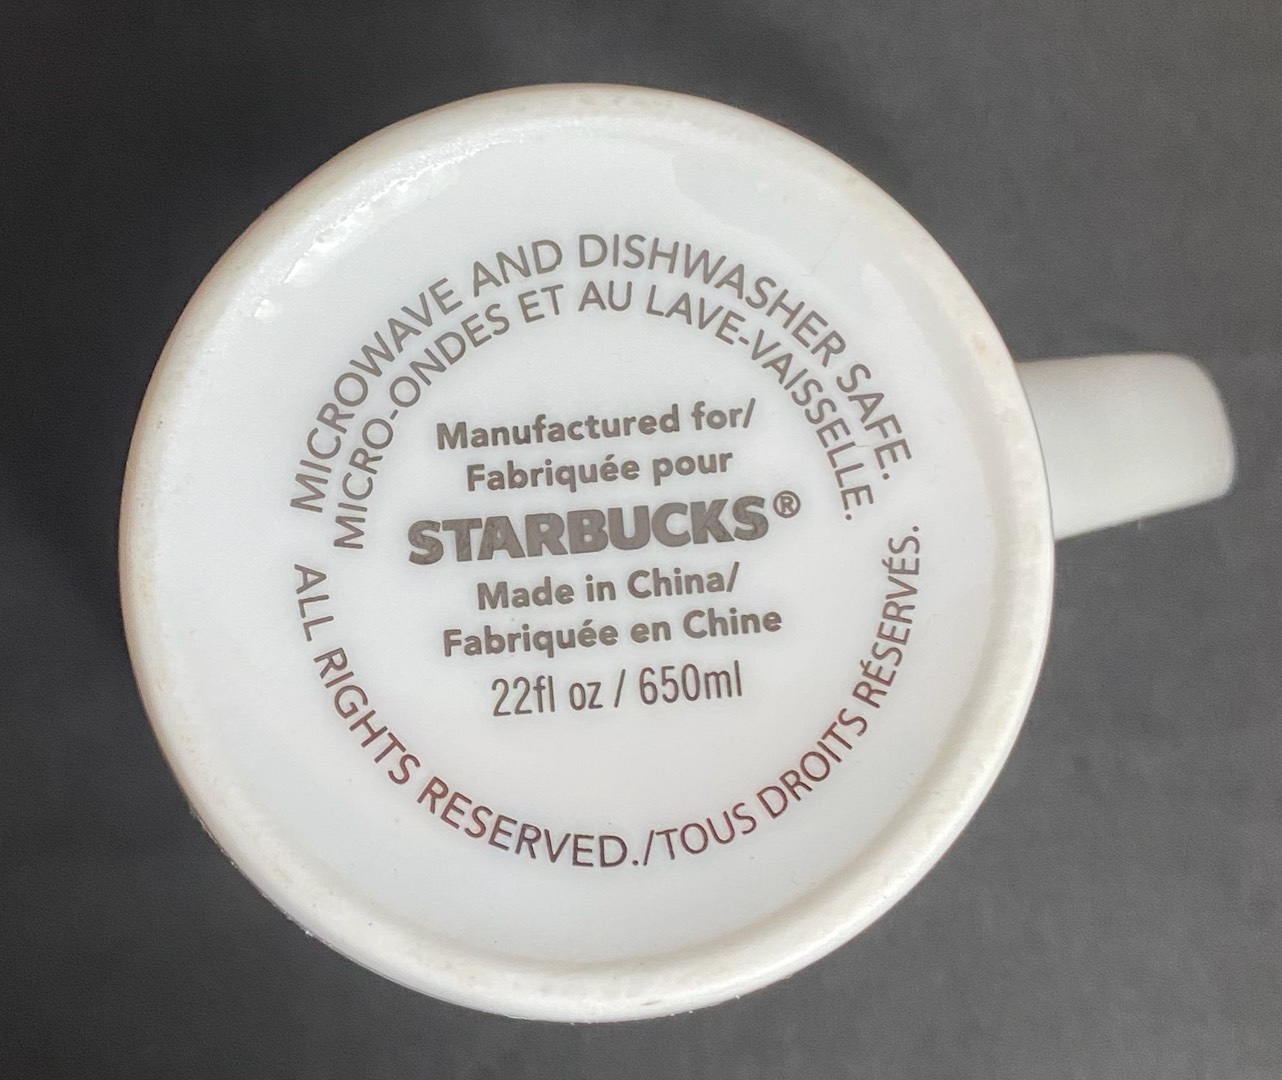 MICROWAVE AND DISHWASHER SAFE.
MICRO-ONDES ET AU LAVE-VAISSELLE.
Manufactured for/
Fabriquée pour
STARBUCKS®
Made in China/
Fabriquée en Chine
22fl oz / 650ml
ALL RIGHTS RESERVED./TOUS DROITS RÉSERVÉS.